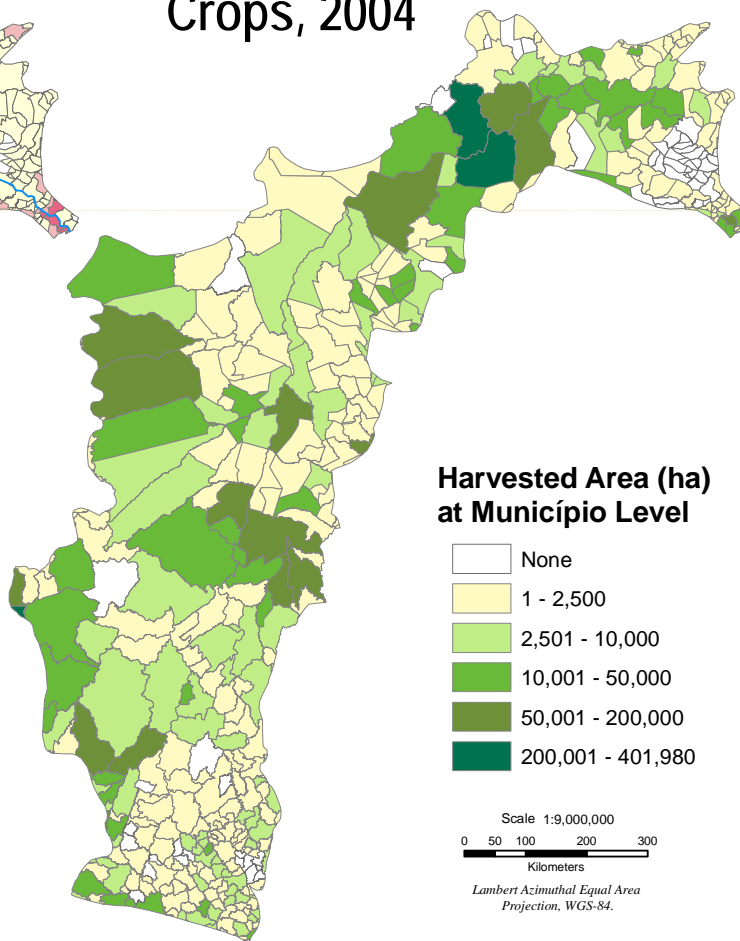 Crops, 2004
Harvested Area (ha)
at Município Level
None
1 - 2,500
2,501 - 10,000
10,001 - 50,000
50,001 - 200,000
200,001 - 401,980
Scale 1:9,000,000
0 50 100 200 300
Kilometers
Lambert Azimuthal Equal Area
Projection, WGS-84.